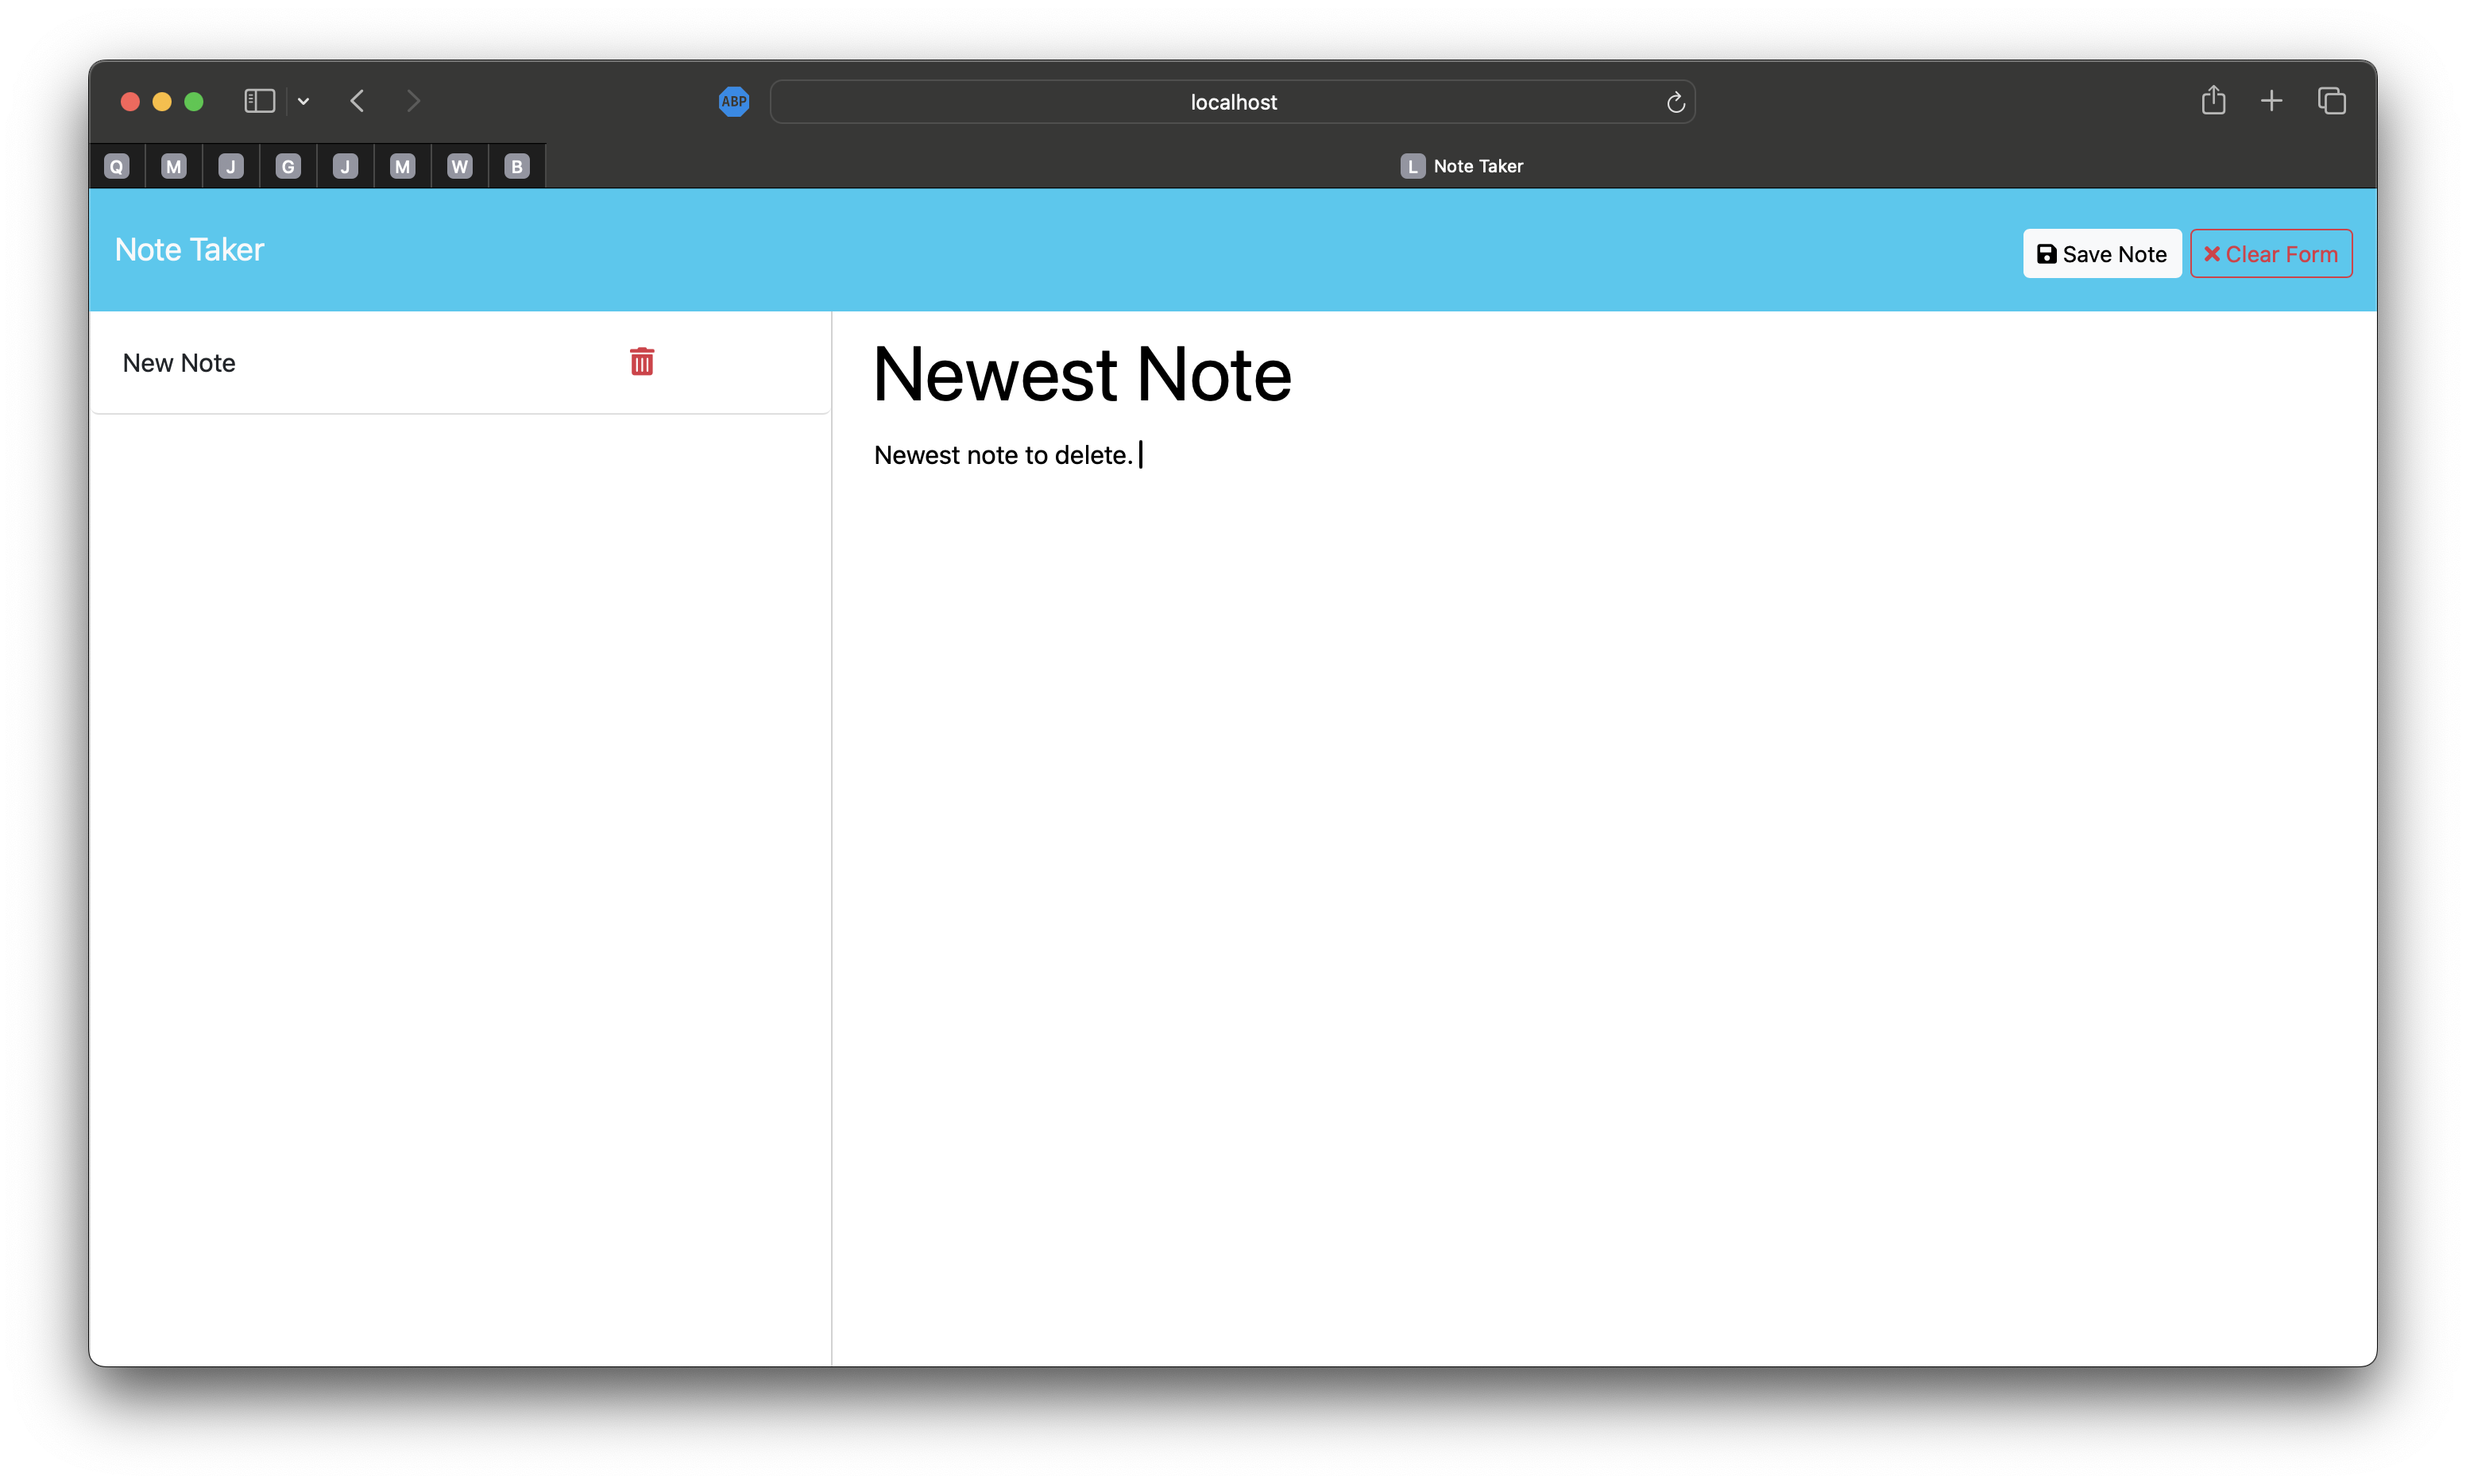 ABP
localhost
Q M J G J M W B L Note Taker
Note Taker
Save Note
Clear Form
New Note
Newest Note
Newest note to delete.